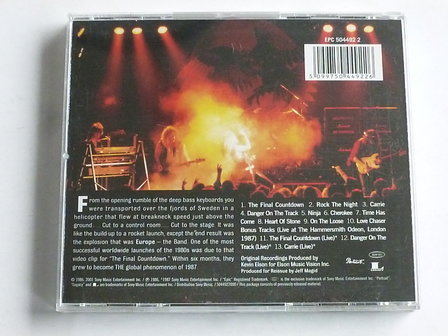 EPC 504492 2
5 099750 449226
From the opening rumble of the deep bass keyboards you
were transported over the fjords of Sweden in a
helicopter that flew at breakneck speed just above the
ground..... Cut to a control room..... Cut to the stage. It was
like the build-up to a rocket launch, except the end result
was the explosion that was Europe – the Band. One of the most
successful worldwide launches of the 1980s was due to that
video clip for "The Final Countdown." Within six months, they
grew to become THE global phenomenon of 1987
1. The Final Countdown 2. Rock The Night 3. Carrie
4. Danger On The Track 5. Ninja 6. Cherokee 7. Time Has
Come 8. Heart Of Stone 9. On The Loose 10. Love Chaser
Bonus Tracks (Live at The Hammersmith Odeon, London
1987) 11. The Final Countdown (Live)* 12. Danger On
The Track (Live)* 13. Carrie (Live)*
Original Recordings Produced by
Kevin Elson for Elson Music Vision Inc.
Produced for Reissue by Jeff Magid